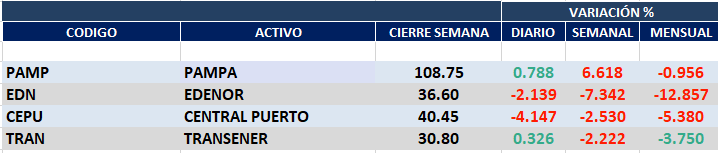 VARIACIÓN %
CODIGO ACTIVO CIERRE SEMANA DIARIO SEMANAL MENSUAL
PAMP PAMPA 108.75 0.788 6.618 -0.956
EDN EDENOR 36.60 -2.139 -7.342 -12.857
CEPU CENTRAL PUERTO 40.45 -4.147 -2.530 -5.380
TRAN TRANSENER 30.80 0.326 -2.222 -3.750